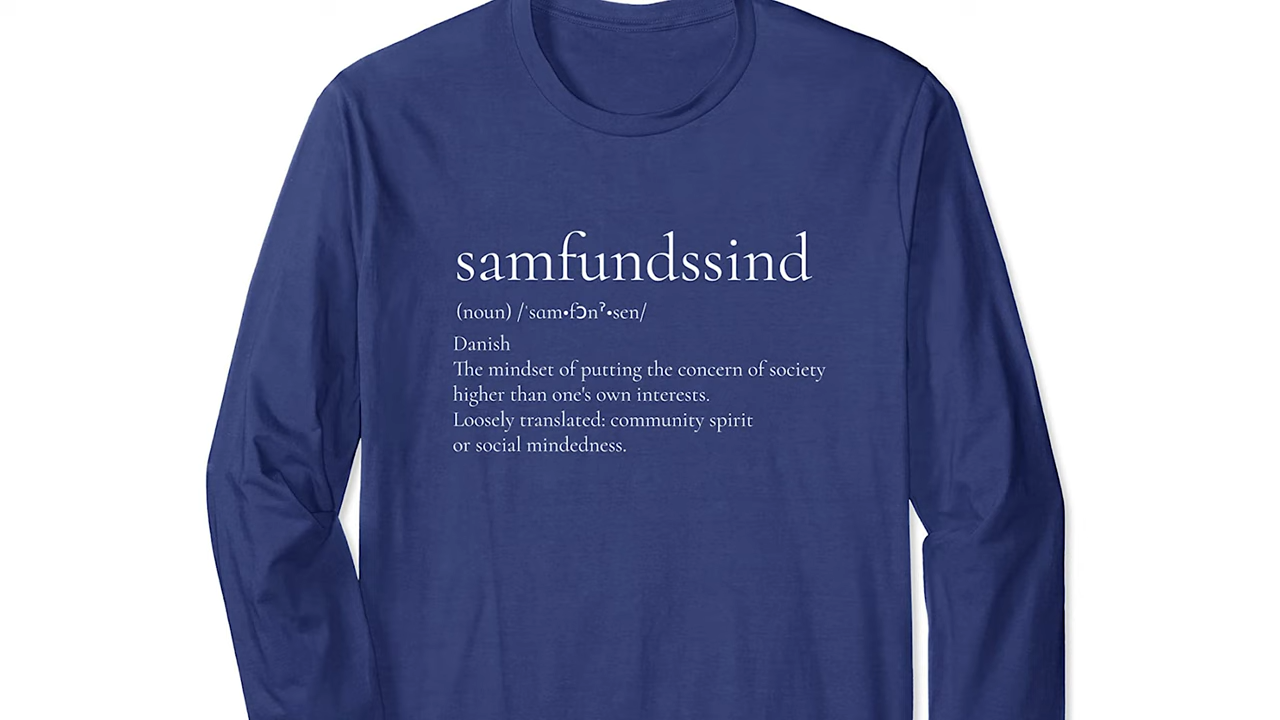 samfundssind
(noun) /ˈsɑm•fɔnˀ•sen/
Danish
The mindset of putting the concern of society
higher than one's own interests.
Loosely translated: community spirit
or social mindedness.